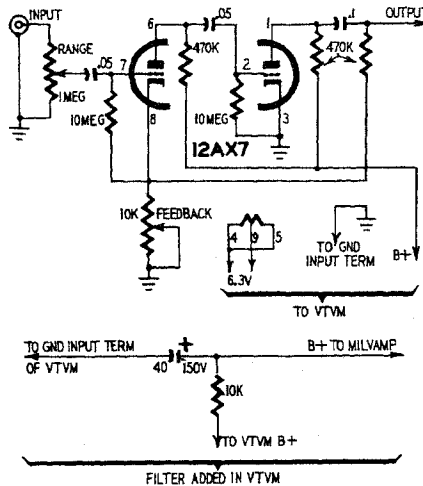 INPUT
6
.05
1
.1
OUTPUT
RANGE
470K
470K
.05
7
2
1MEG
10MEG
8
10MEG
3
12AX7
10K
FEEDBACK
4
9
5
6.3V
TO GND
INPUT TERM
B+
TO VTVM
TO GND INPUT TERM
OF VTVM
40
+
150V
B+ TO MILVAMP
10K
TO VTVM B+
FILTER ADDED IN VTVM